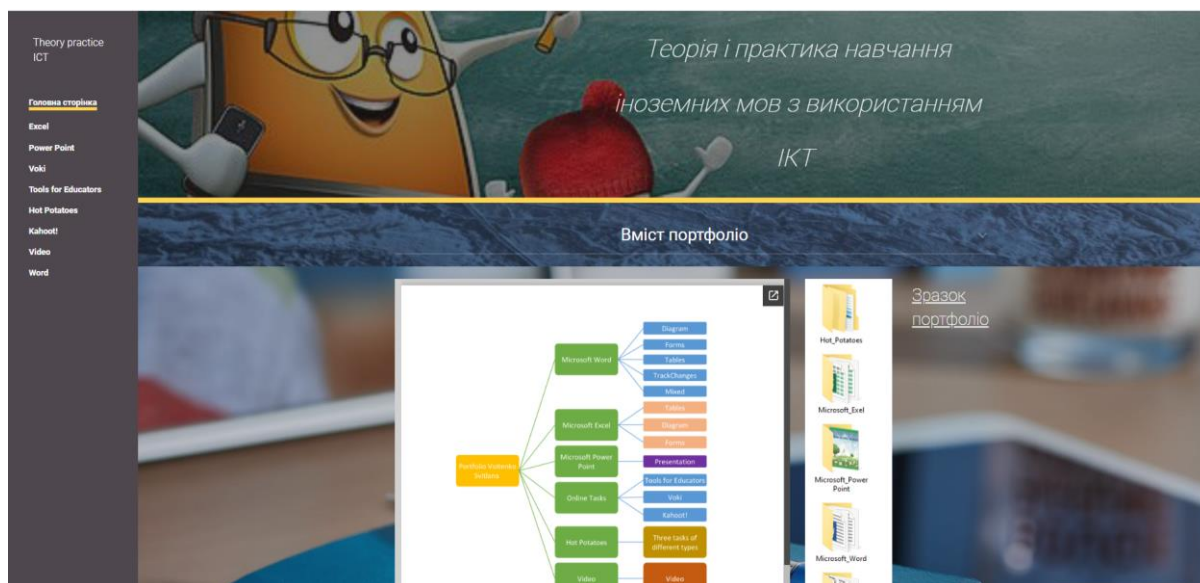 Theory practice
ICT
Головна сторінка
Excel
Power Point
Voki
Tools for Educators
Hot Potatoes
Kahoot!
Video
Word
Теорія і практика навчання
іноземних мов з використанням
ІКТ
Вміст портфоліо
Microsoft Word
Diagram
Forms
Tables
TrackChanges
Mixed
Microsoft Excel
Tables
Diagram
Forms
Microsoft Power
Point
Presentation
Portfolio
Online Tasks
Tools for Educators
Voki
Kahoot!
Hot Potatoes
Three tasks of
different types
Video
Video
Hot_Potatoes
Microsoft_Exel
Microsoft_Power
Point
Microsoft_Word
Зразок
портфоліо